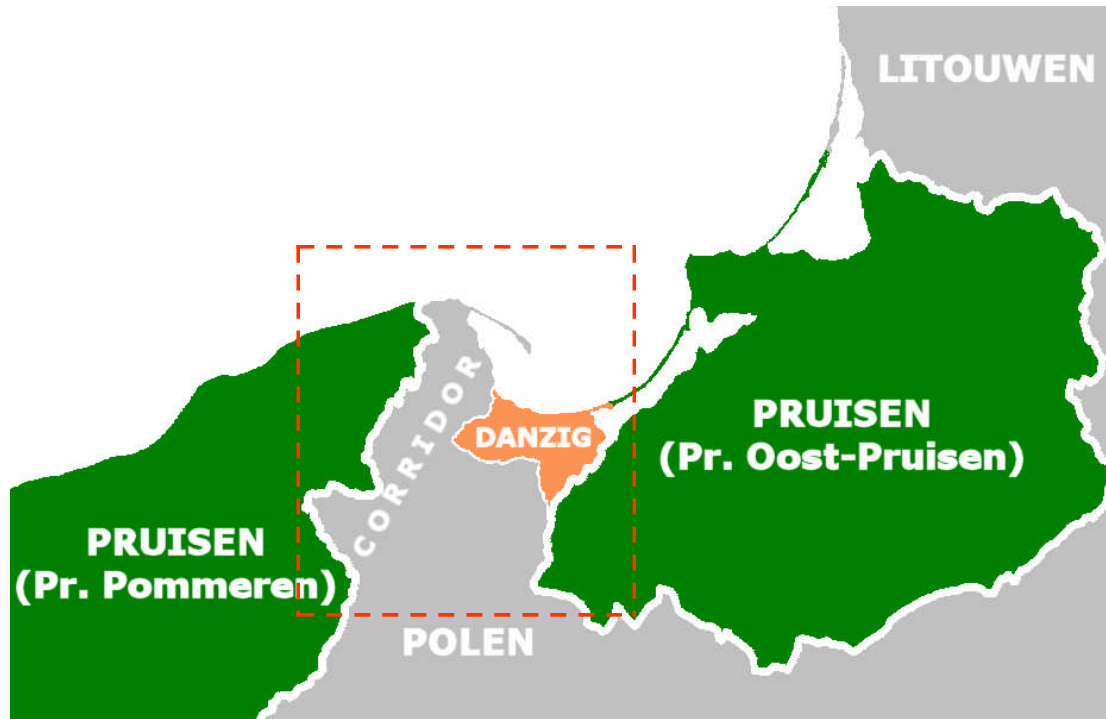 LITOUWEN
CORRIDOR
DANZIG
PRUISEN
(Pr. Oost-Pruisen)
PRUISEN
(Pr. Pommeren)
POLEN